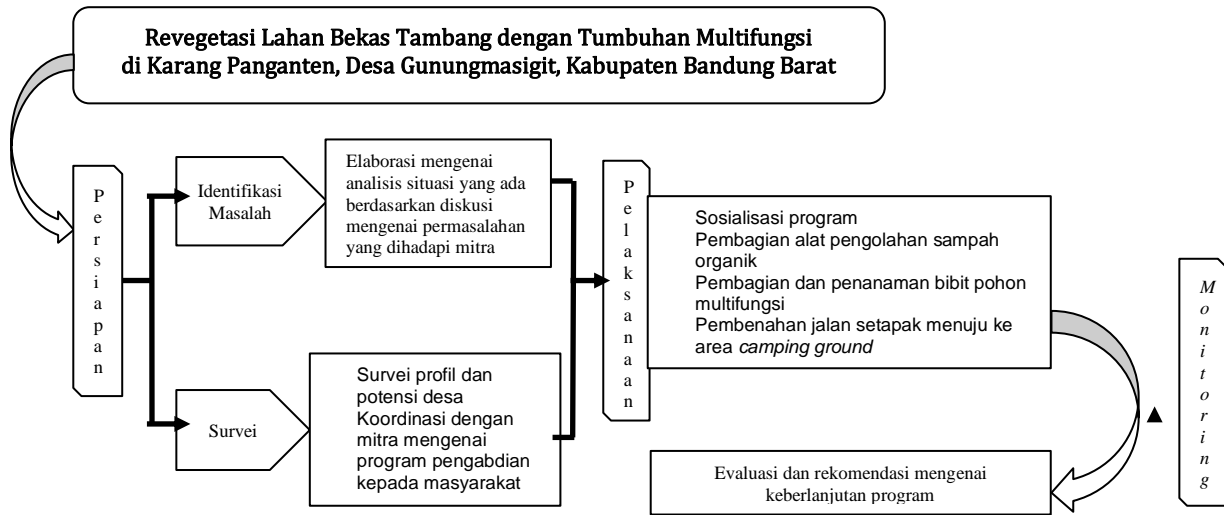 Revegetasi Lahan Bekas Tambang dengan Tumbuhan Multifungsi
di Karang Panganten, Desa Gunungmasigit, Kabupaten Bandung Barat
Persiapan
Identifikasi
Masalah
Elaborasi mengenai
analisis situasi yang ada
berdasarkan diskusi
mengenai permasalahan
yang dihadapi mitra
Survei
Survei profil dan
potensi desa
Koordinasi dengan
mitra mengenai
program pengabdian
kepada masyarakat
Pelaksanaan
Sosialisasi program
Pembagian alat pengolahan sampah
organik
Pembagian dan penanaman bibit pohon
multifungsi
Pembenahan jalan setapak menuju ke
area camping ground
Monitoring
Evaluasi dan rekomendasi mengenai
keberlanjutan program